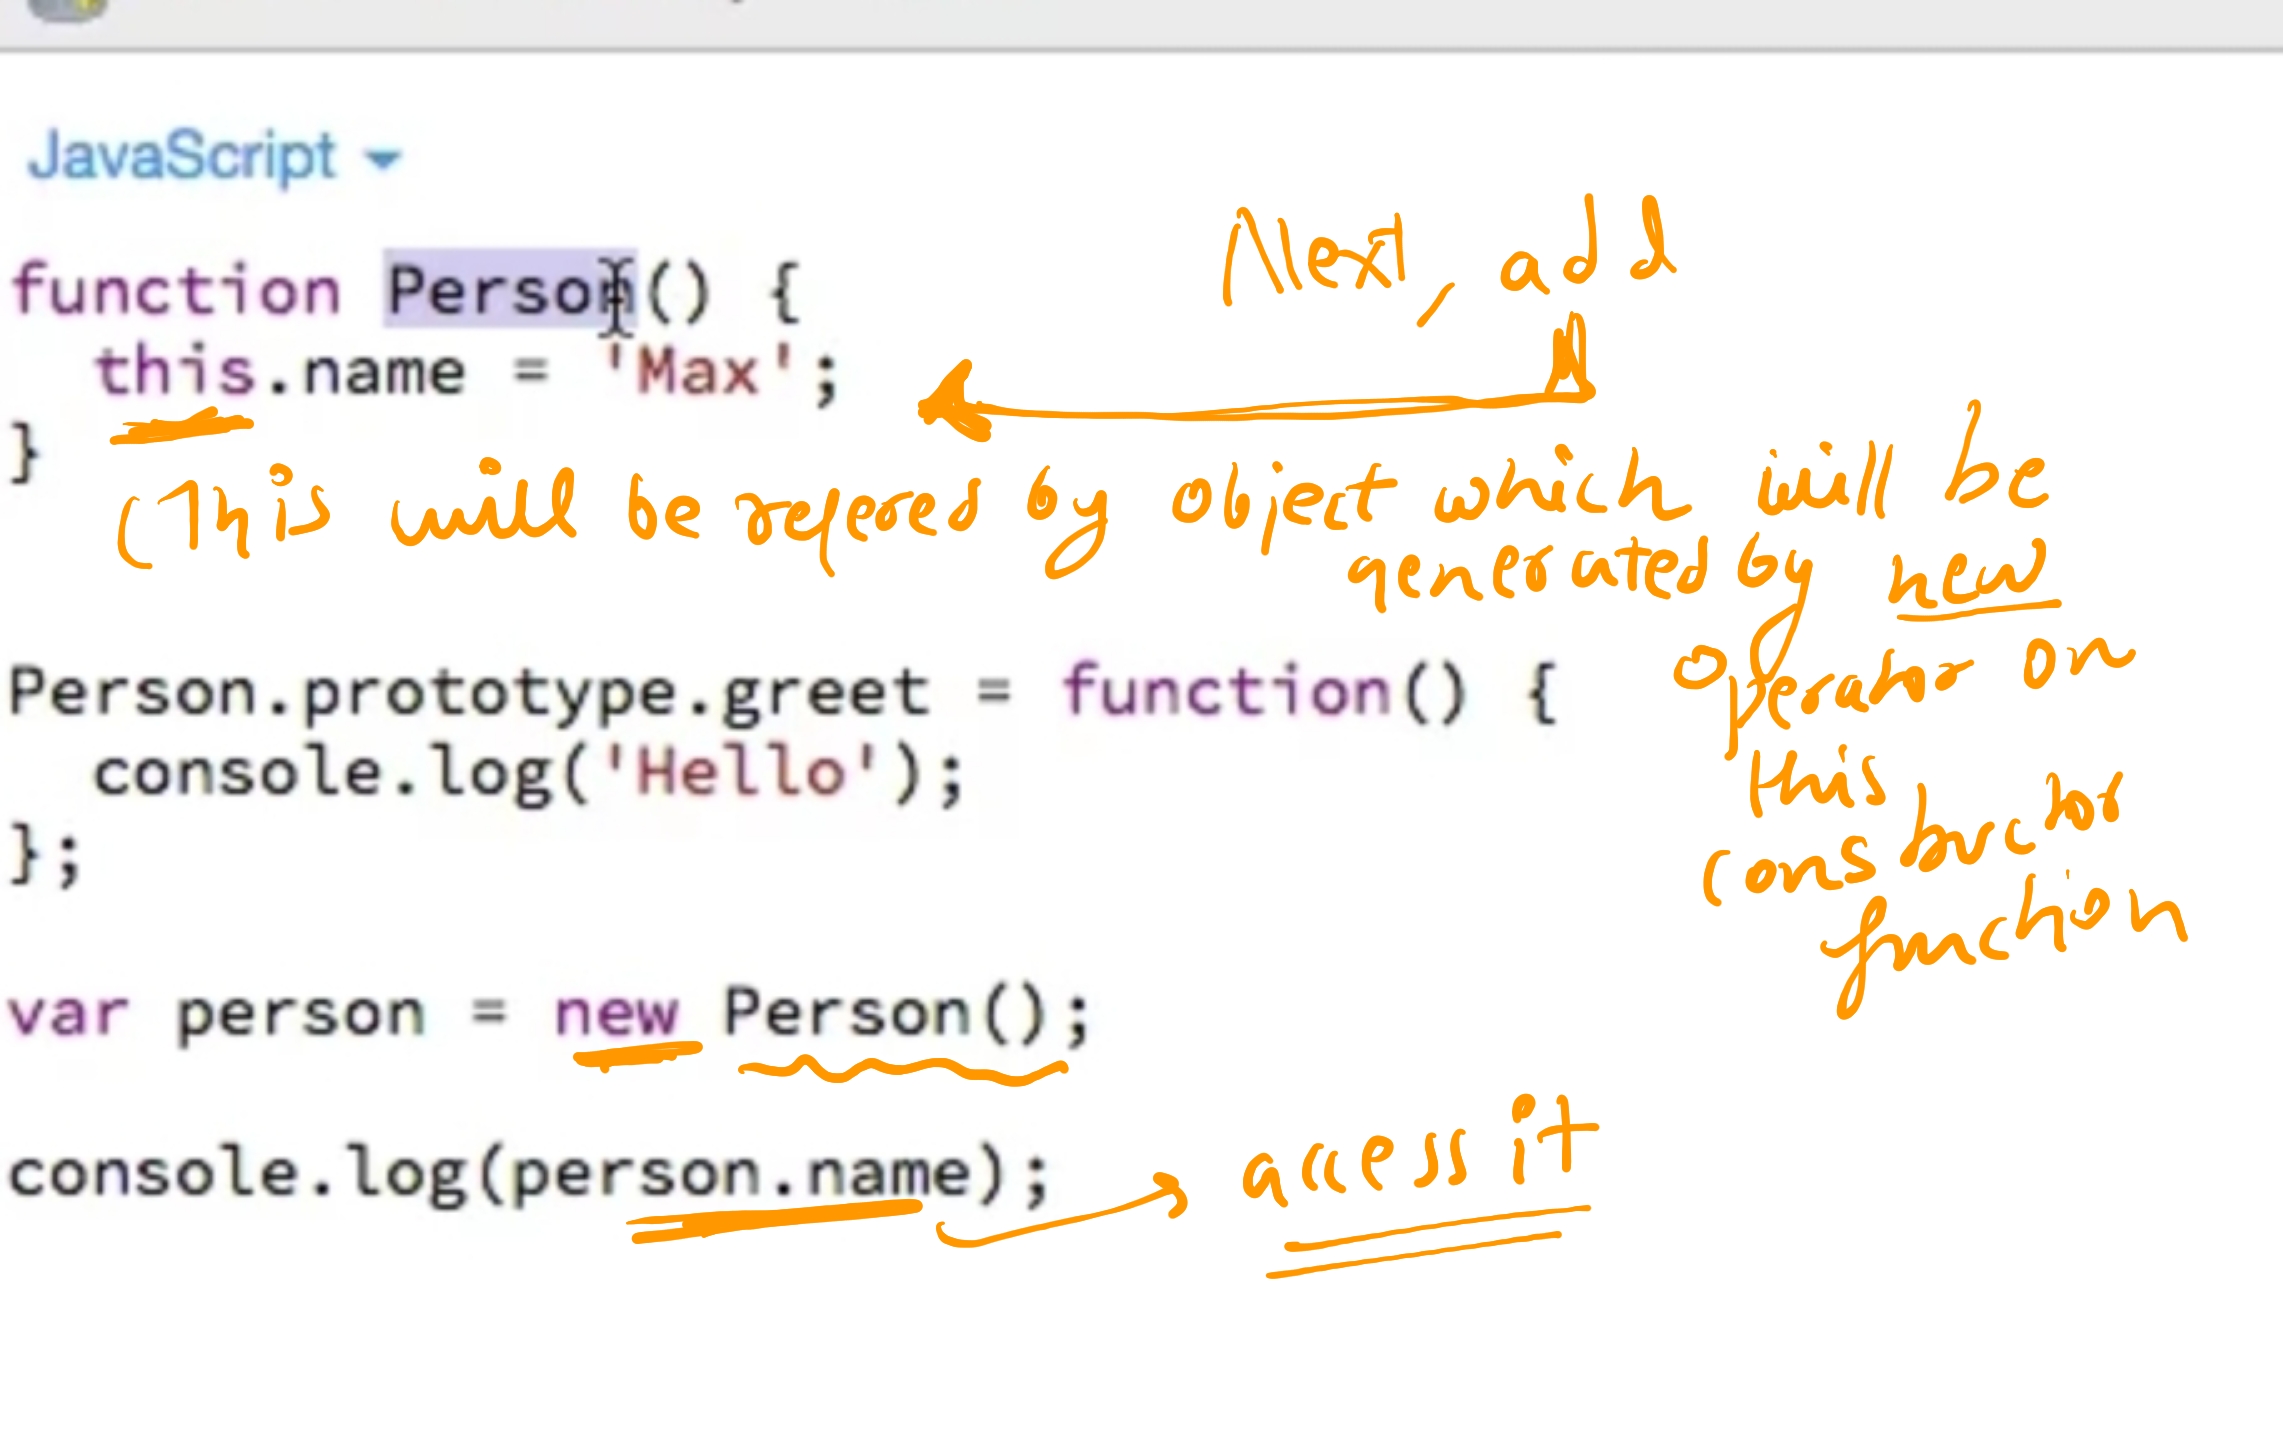 JavaScript
function Person() {
this.name = 'Max';
}
Next, add
(This will be refered by object which will be
generated by new
operator on
this
constructor
function
Person.prototype.greet = function() {
console.log('Hello');
};
var person = new Person();
console.log(person.name);
access it